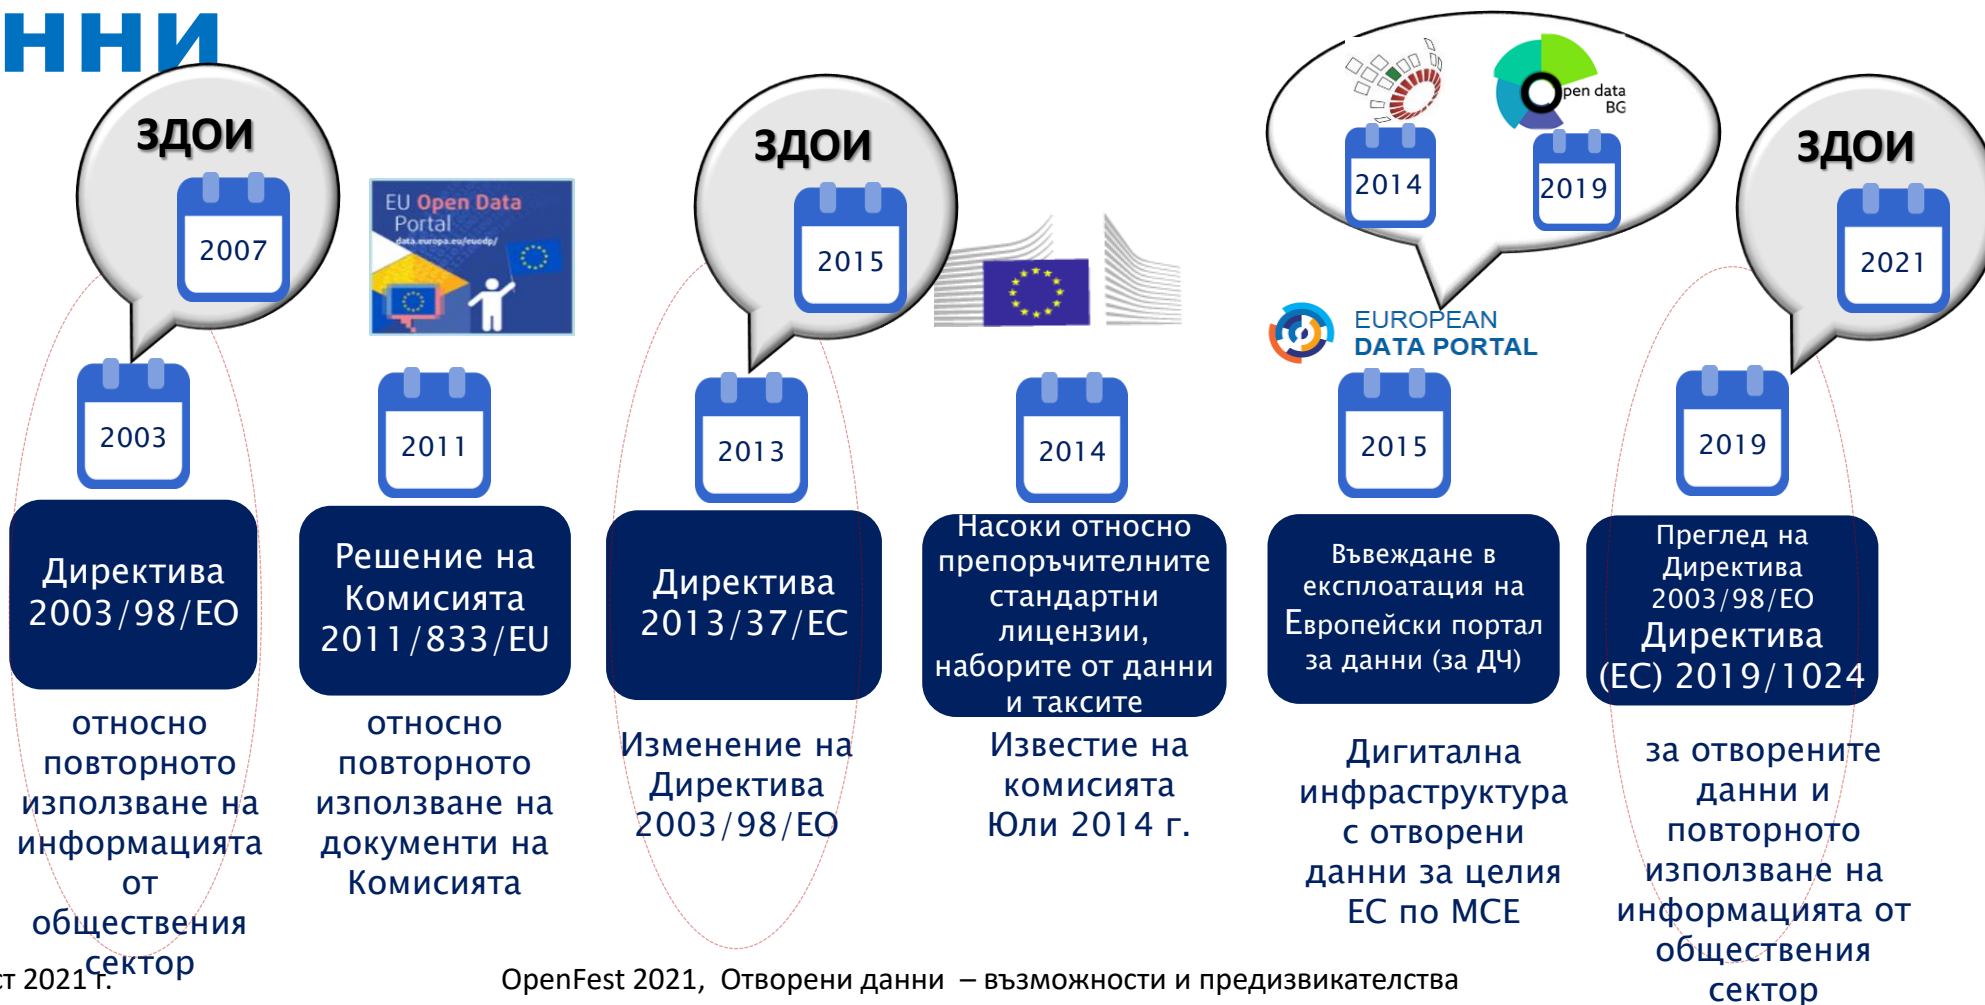 нни
ЗДОИ
2007
2003
Директива
2003/98/ЕО
относно
повторното
използване на
информацията
от
обществения
сектор
EU Open Data
Portal
data.europa.eu/euodp/
2011
Решение на
Комисията
2011/833/EU
относно
повторното
използване на
документи на
Комисията
ЗДОИ
2015
2013
Директива
2013/37/ЕС
Изменение на
Директива
2003/98/ЕО
2014
Насоки относно
препоръчителните
стандартни
лицензии,
наборите от данни
и таксите
Известие на
комисията
Юли 2014 г.
pen data
BG
2014
2019
EUROPEAN
DATA PORTAL
2015
Въвеждане в
експлоатация на
Европейски портал
за данни (за ДЧ)
Дигитална
инфраструктура
с отворени
данни за целия
ЕС по МСЕ
ЗДОИ
2021
2019
Преглед на
Директива
2003/98/ЕО
Директива
(ЕС) 2019/1024
за отворените
данни и
повторното
използване на
информацията от
обществения
сектор
ст 2021 г.
OpenFest 2021, Отворени данни – възможности и предизвикателства